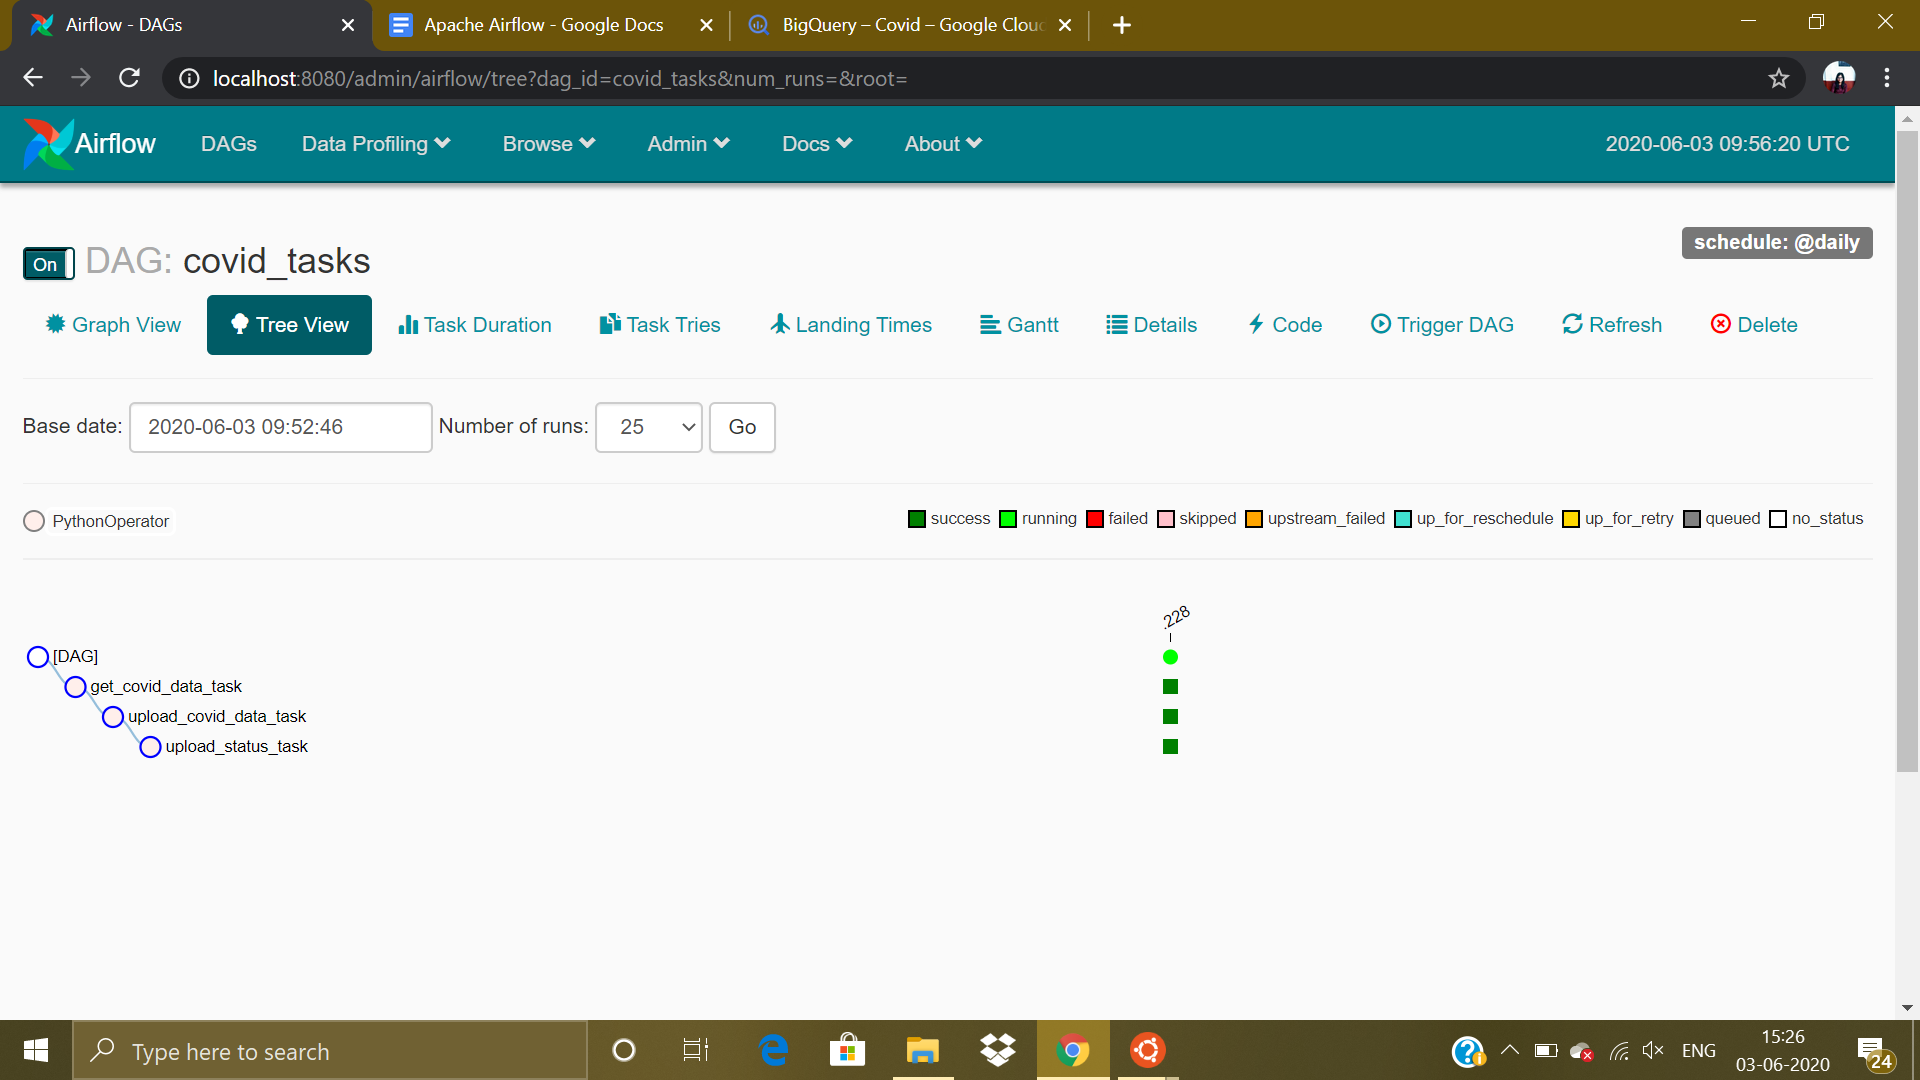 Airflow - DAGs
Apache Airflow - Google Docs
BigQuery – Covid – Google Clou
localhost:8080/admin/airflow/tree?dag_id=covid_tasks&num_runs=&root=
Airflow DAGs Data Profiling Browse Admin Docs About 2020-06-03 09:56:20 UTC
On DAG: covid_tasks
schedule: @daily
Graph View Tree View Task Duration Task Tries Landing Times Gantt Details Code Trigger DAG Refresh Delete
Base date: 2020-06-03 09:52:46 Number of runs: 25 Go
PythonOperator success running failed skipped upstream_failed up_for_reschedule up_for_retry queued no_status
.228
[DAG]
get_covid_data_task
upload_covid_data_task
upload_status_task
Type here to search
ENG
15:26
03-06-2020
24